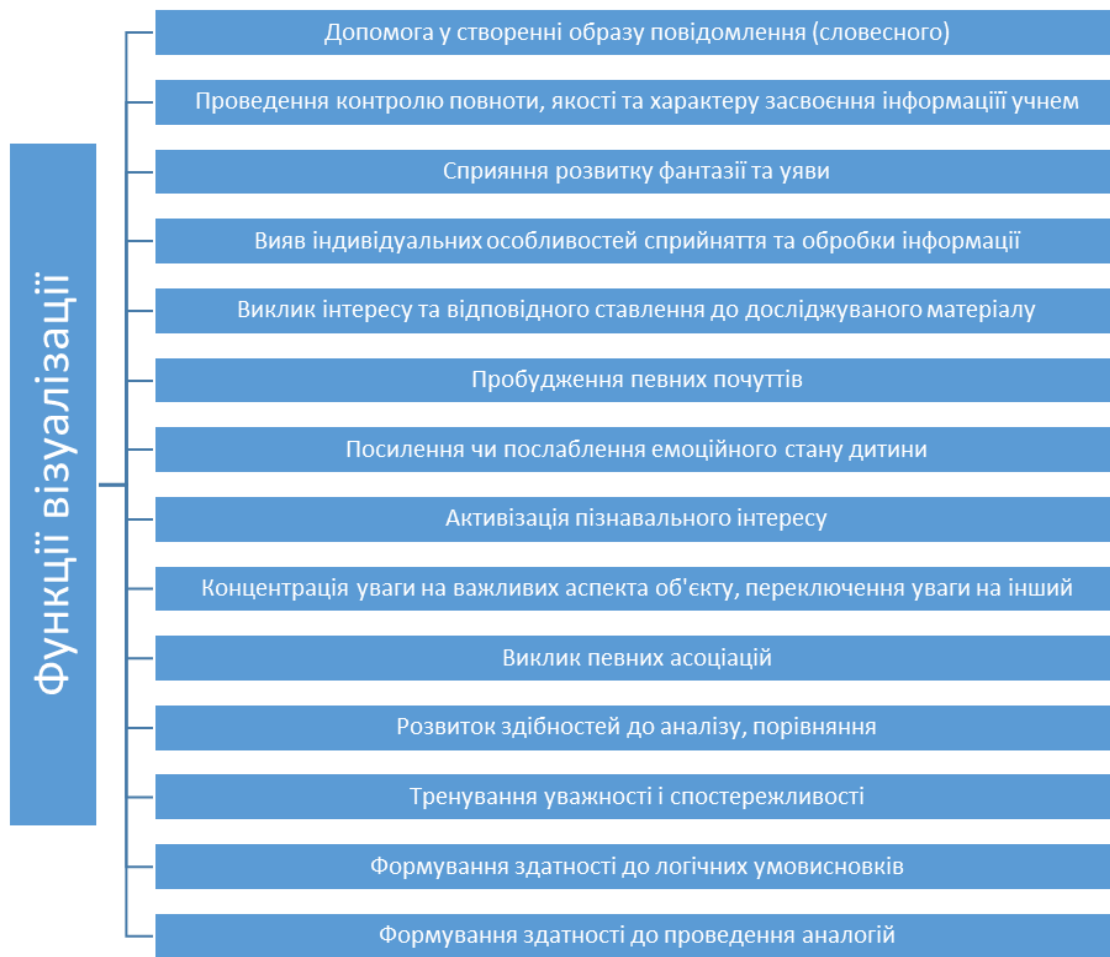 Функції візуалізації
Допомога у створенні образу повідомлення (словесного)
Проведення контролю повноти, якості та характеру засвоєння інформаціїї учнем
Сприяння розвитку фантазії та уяви
Вияв індивідуальних особливостей сприйняття та обробки інформації
Виклик інтересу та відповідного ставлення до досліджуваного матеріалу
Пробудження певних почуттів
Посилення чи послаблення емоційного стану дитини
Активізація пізнавального інтересу
Концентрація уваги на важливих аспекта об'єкту, переключення уваги на інший
Виклик певних асоціацій
Розвиток здібностей до аналізу, порівняння
Тренування уважності і спостережливості
Формування здатності до логічних умовисновків
Формування здатності до проведення аналогій